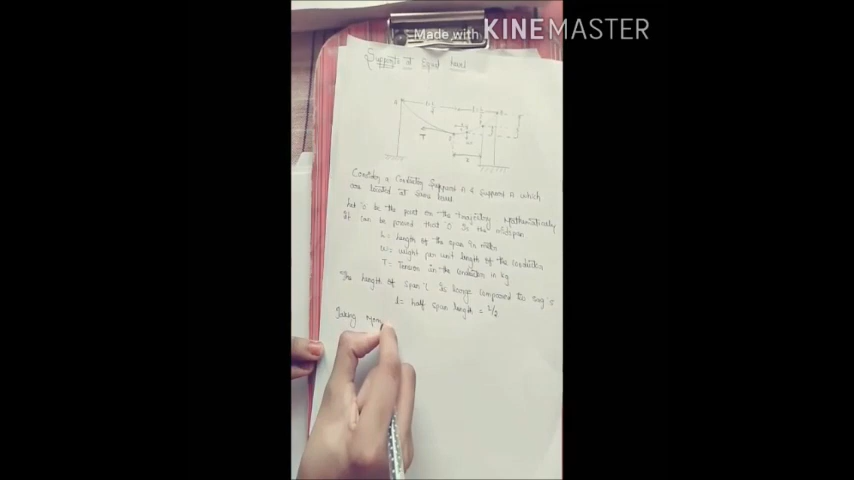 Made with KINEMASTER
Supports at Equal level
Consider a Conductor Support A & Support A which
are located at Same level
Let 'o' be the point on the trajectory Mathematically
it can be proved that 'O' is the midspan
L = length of the span in meter
W = weight per unit length of the conductor
T = Tension in the conductor in kg
The length of span 'L' is large compared to sag 's
l = half span length = L/2
Taking mom